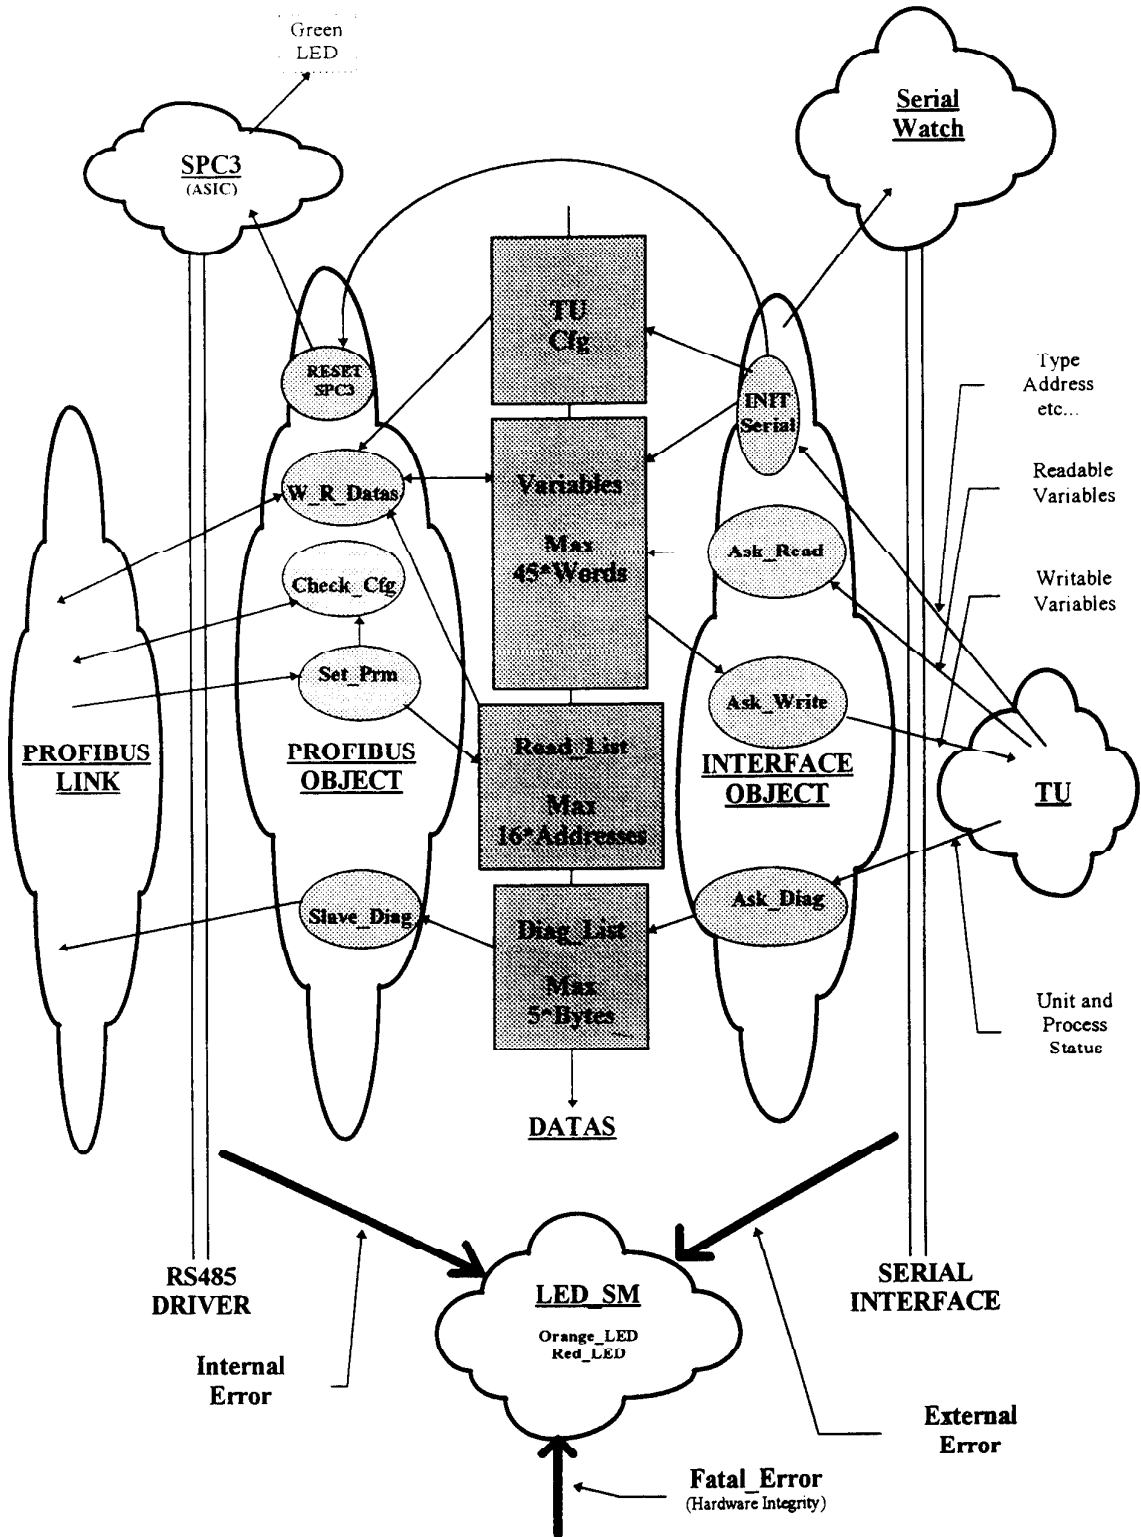 Green
LED
Serial
Watch
SPC3
(ASIC)
TU
Cfg
RESET
SPC3
INIT
Serial
Type
Address
etc...
W_R_Datas
Variables
Max
45*Words
Readable
Variables
Ask_Read
Check_Cfg
Writable
Variables
Set_Prm
Ask_Write
PROFIBUS
LINK
PROFIBUS
OBJECT
Read_List
Max
16*Addresses
INTERFACE
OBJECT
TU
Slave_Diag
Diag_List
Max
5*Bytes
Ask_Diag
Unit and
Process
Status
DATAS
RS485
DRIVER
LED_SM
Orange_LED
Red_LED
SERIAL
INTERFACE
Internal
Error
External
Error
Fatal_Error
(Hardware Integrity)